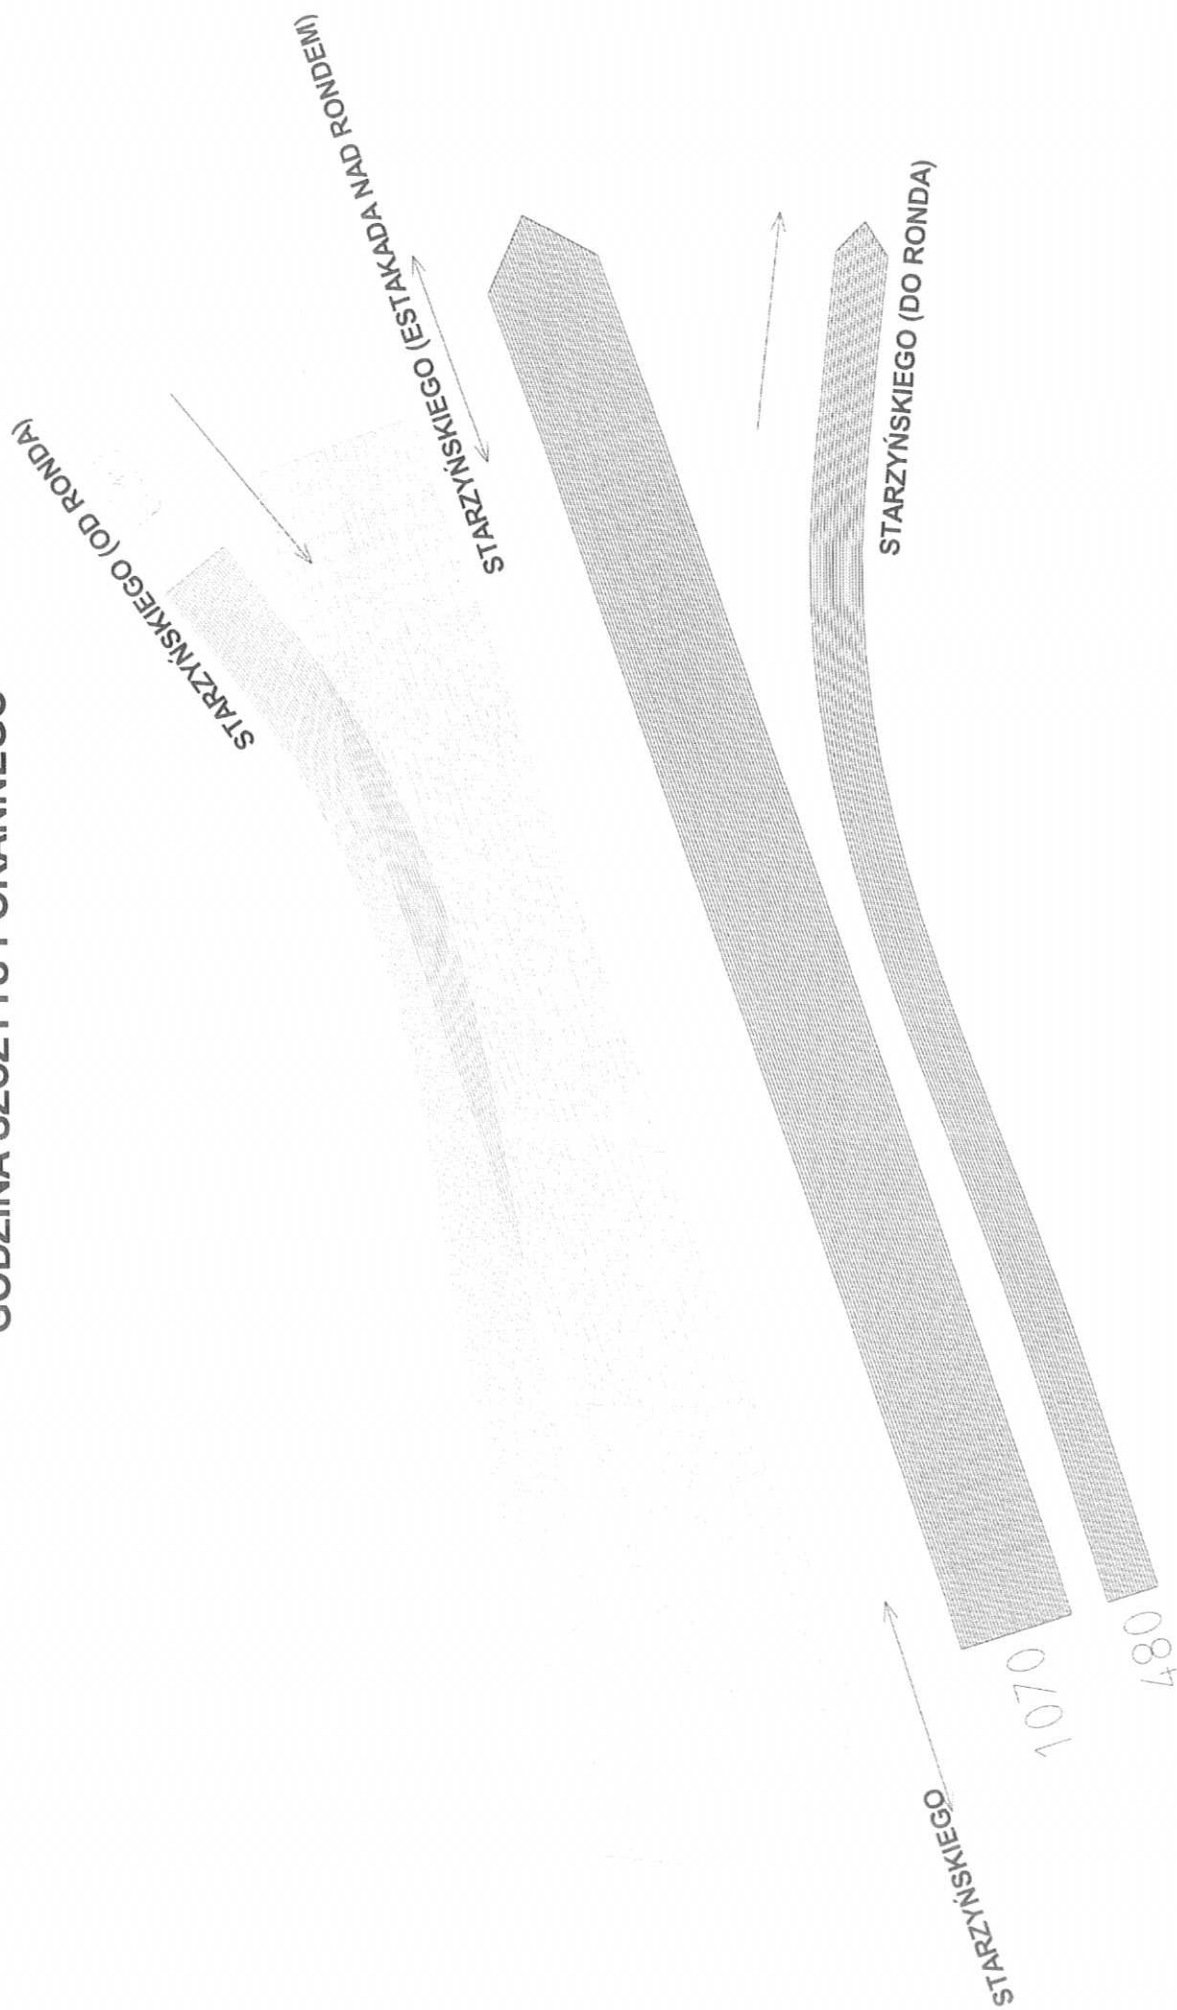 STARZYŃSKIEGO (OD RONDA)
STARZYŃSKIEGO (ESTAKADA NAD RONDEM)
STARZYŃSKIEGO (DO RONDA)
STARZYŃSKIEGO
1070
480